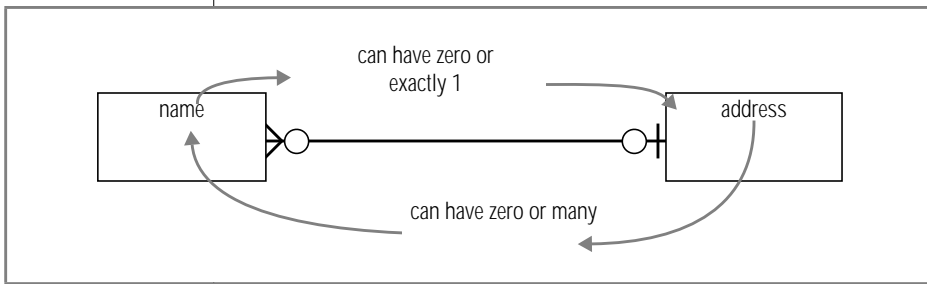 can have zero or
exactly 1
name
address
can have zero or many